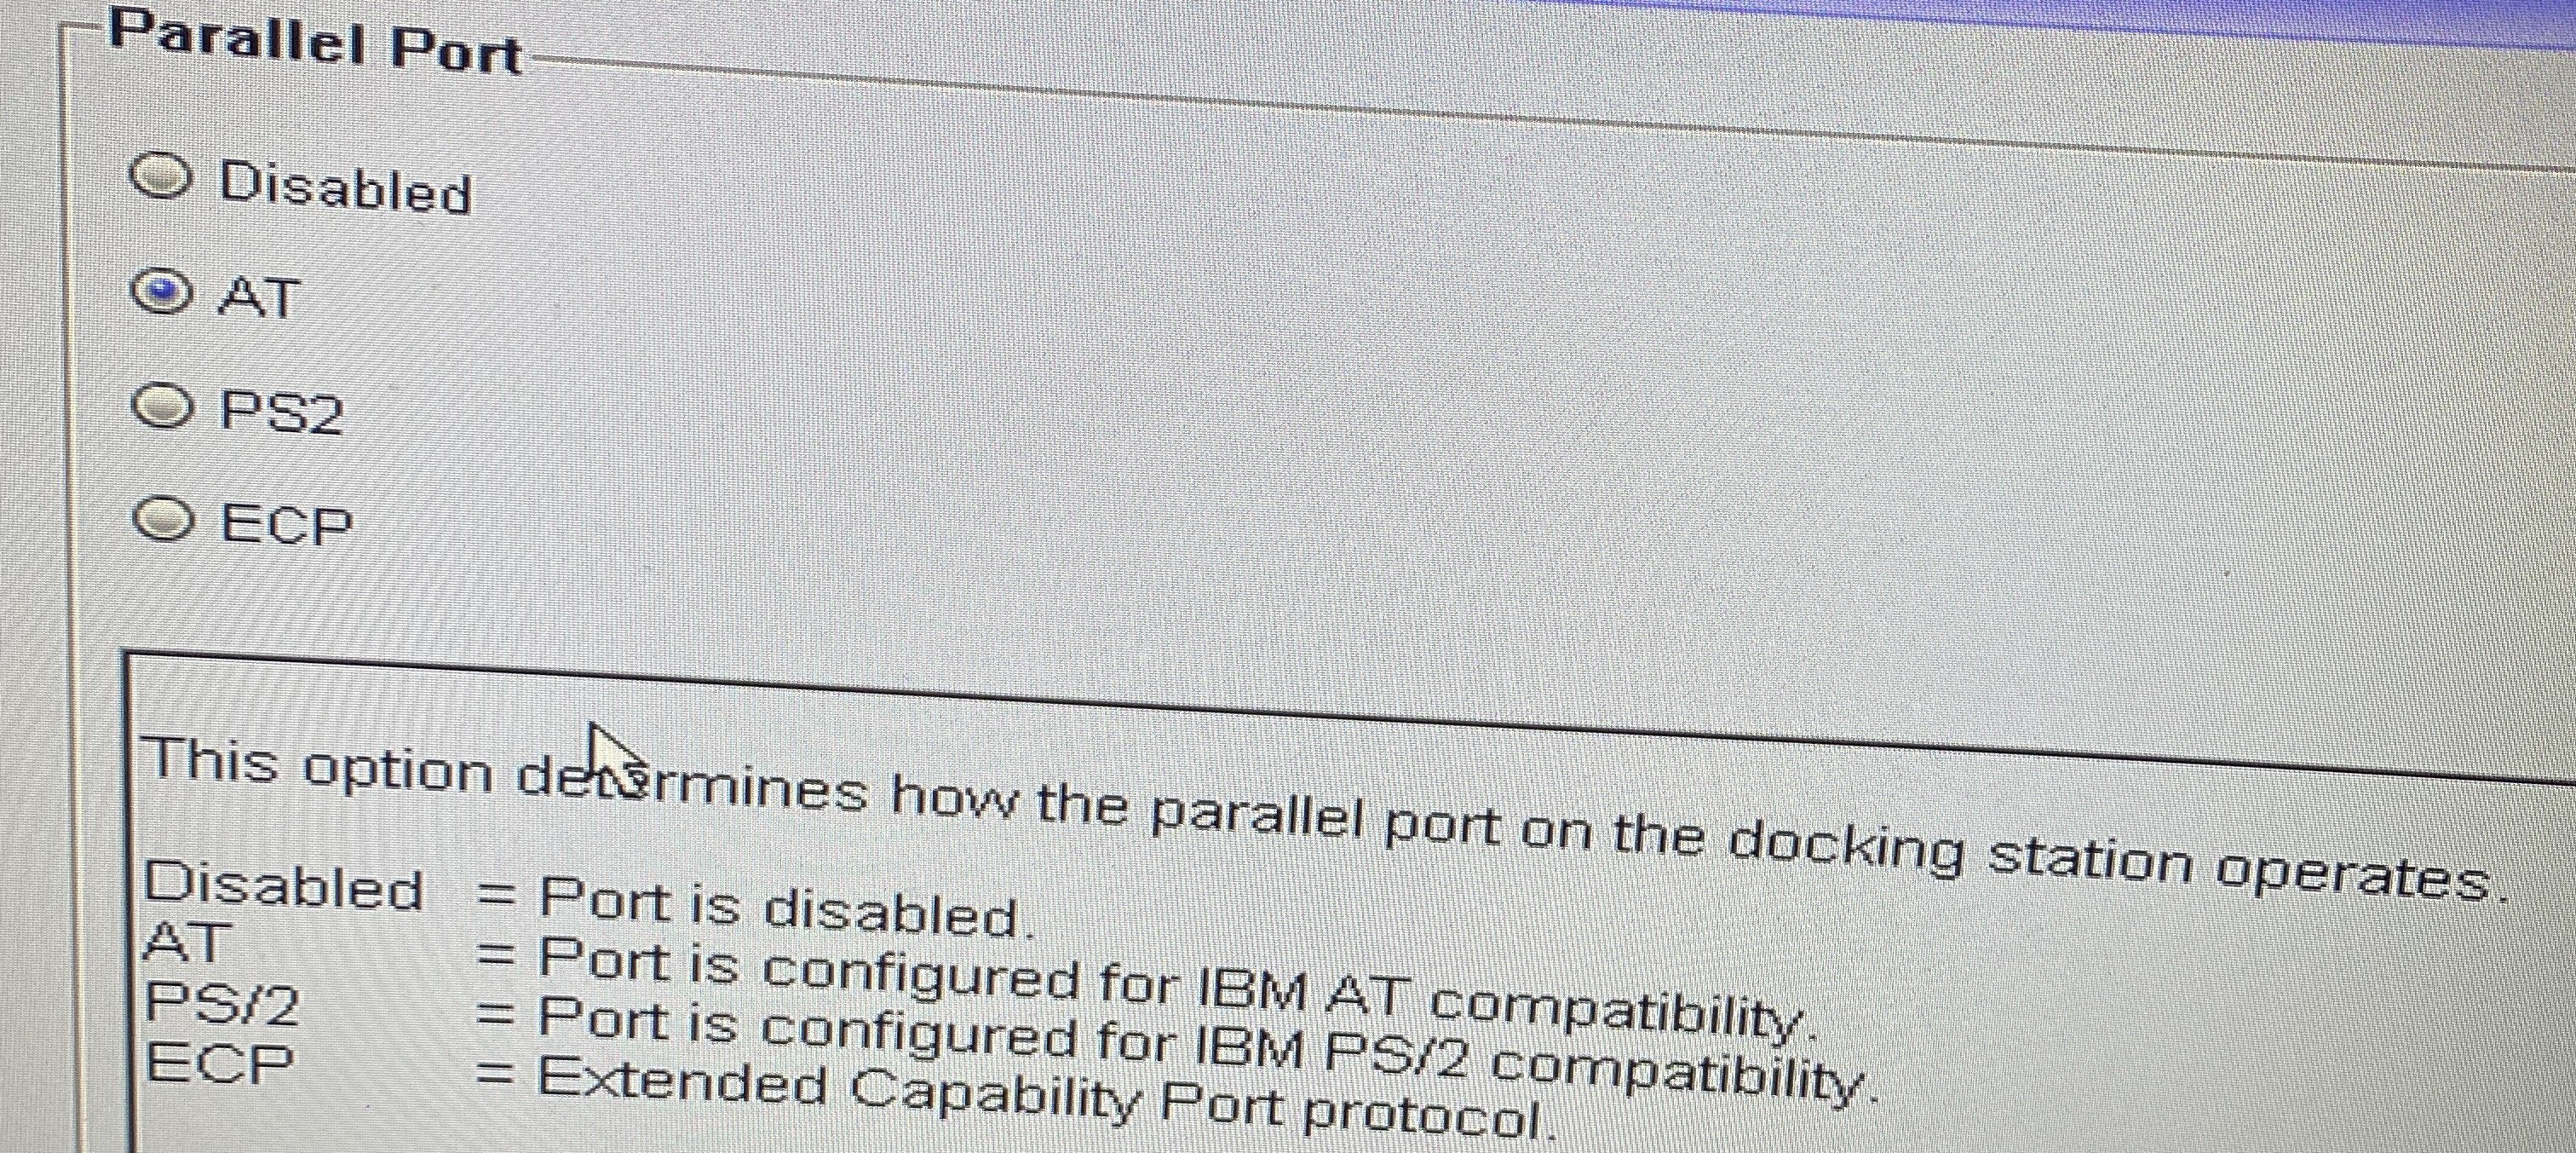 Parallel Port
Disabled
AT
PS2
ECP
This option determines how the parallel port on the docking station operates.
Disabled = Port is disabled.
AT = Port is configured for IBM AT compatibility.
PS/2 = Port is configured for IBM PS/2 compatibility.
ECP = Extended Capability Port protocol.